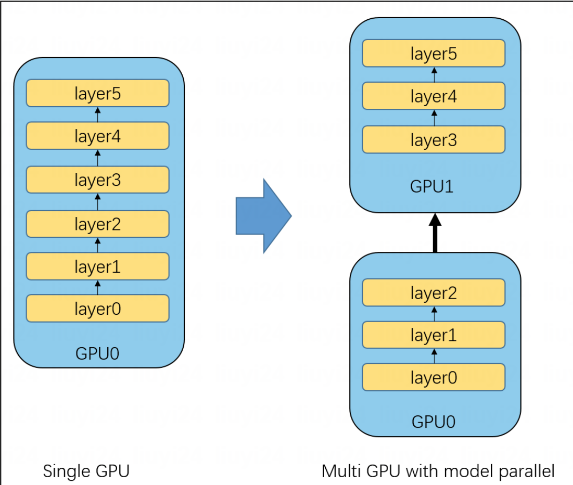 layer5
layer4
layer3
layer2
layer1
layer0
GPU0
Single GPU
layer5
layer4
layer3
GPU1
layer2
layer1
layer0
GPU0
Multi GPU with model parallel